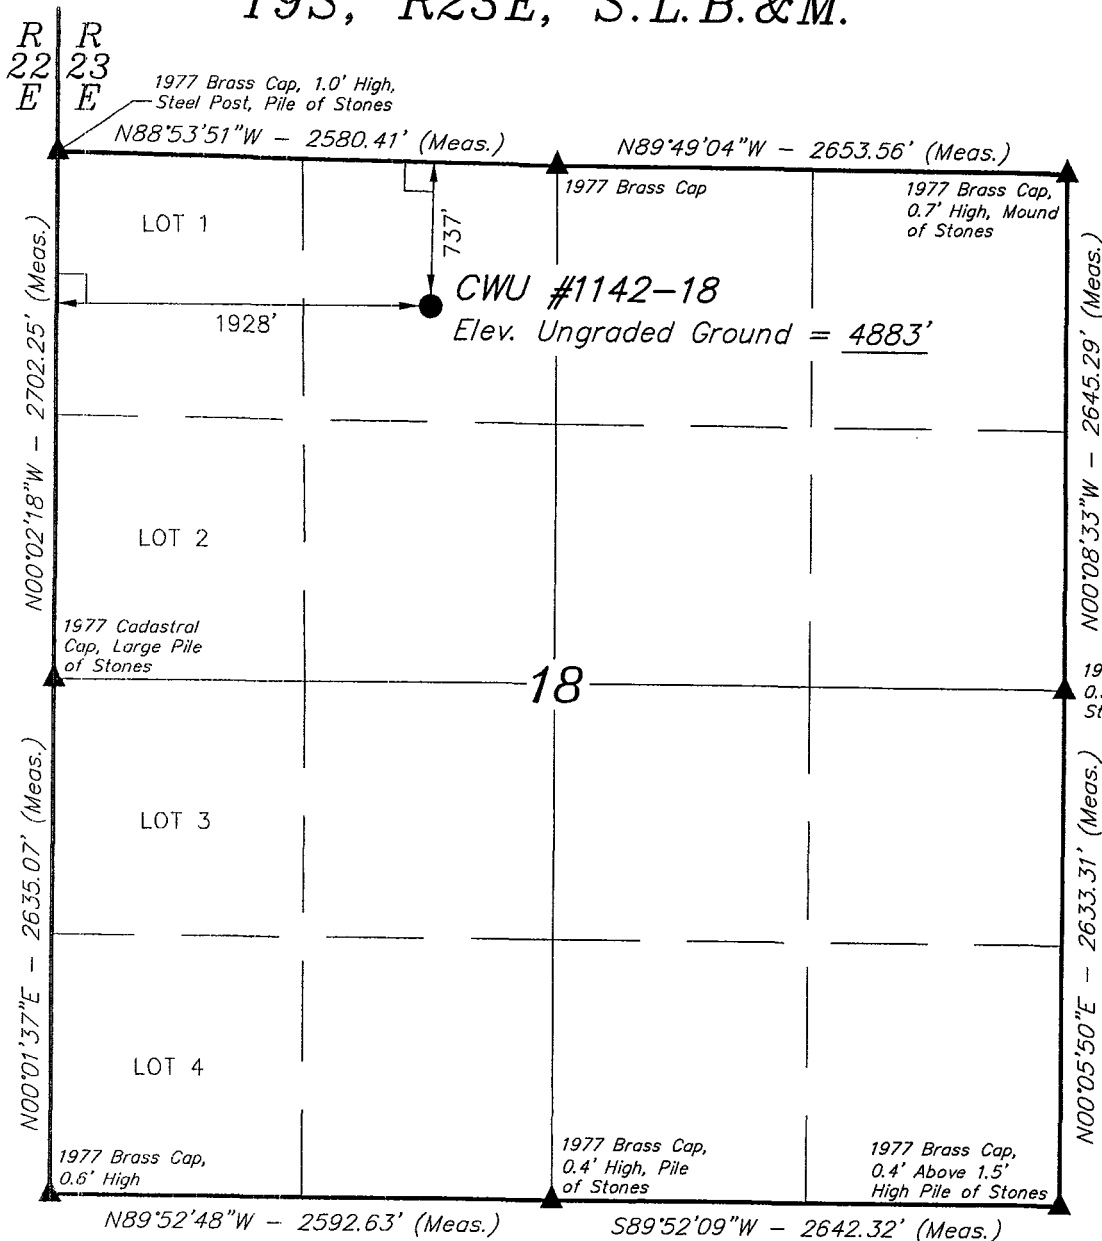 T9S, R23E, S.L.B.&M.
R R
22 23
E E
1977 Brass Cap, 1.0' High,
Steel Post, Pile of Stones
N88°53'51"W - 2580.41' (Meas.)
N89°49'04"W - 2653.56' (Meas.)
1977 Brass Cap
1977 Brass Cap,
0.7' High, Mound
of Stones
LOT 1
737'
1928'
CWU #1142-18
Elev. Ungraded Ground = 4883'
N00°02'18"W - 2702.25' (Meas.)
N00°08'33"W - 2645.29' (Meas.)
LOT 2
1977 Cadastral
Cap, Large Pile
of Stones
18
LOT 3
N00°01'37"E - 2635.07' (Meas.)
N00°05'50"E - 2633.31' (Meas.)
LOT 4
1977 Brass Cap,
0.6' High
1977 Brass Cap,
0.4' High, Pile
of Stones
1977 Brass Cap,
0.4' Above 1.5'
High Pile of Stones
N89°52'48"W - 2592.63' (Meas.)
S89°52'09"W - 2642.32' (Meas.)